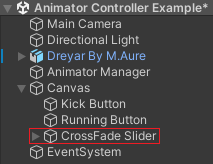 Animator Controller Example*
Main Camera
Directional Light
Dreyar By M.Aure
Animator Manager
Canvas
Kick Button
Running Button
CrossFade Slider
EventSystem